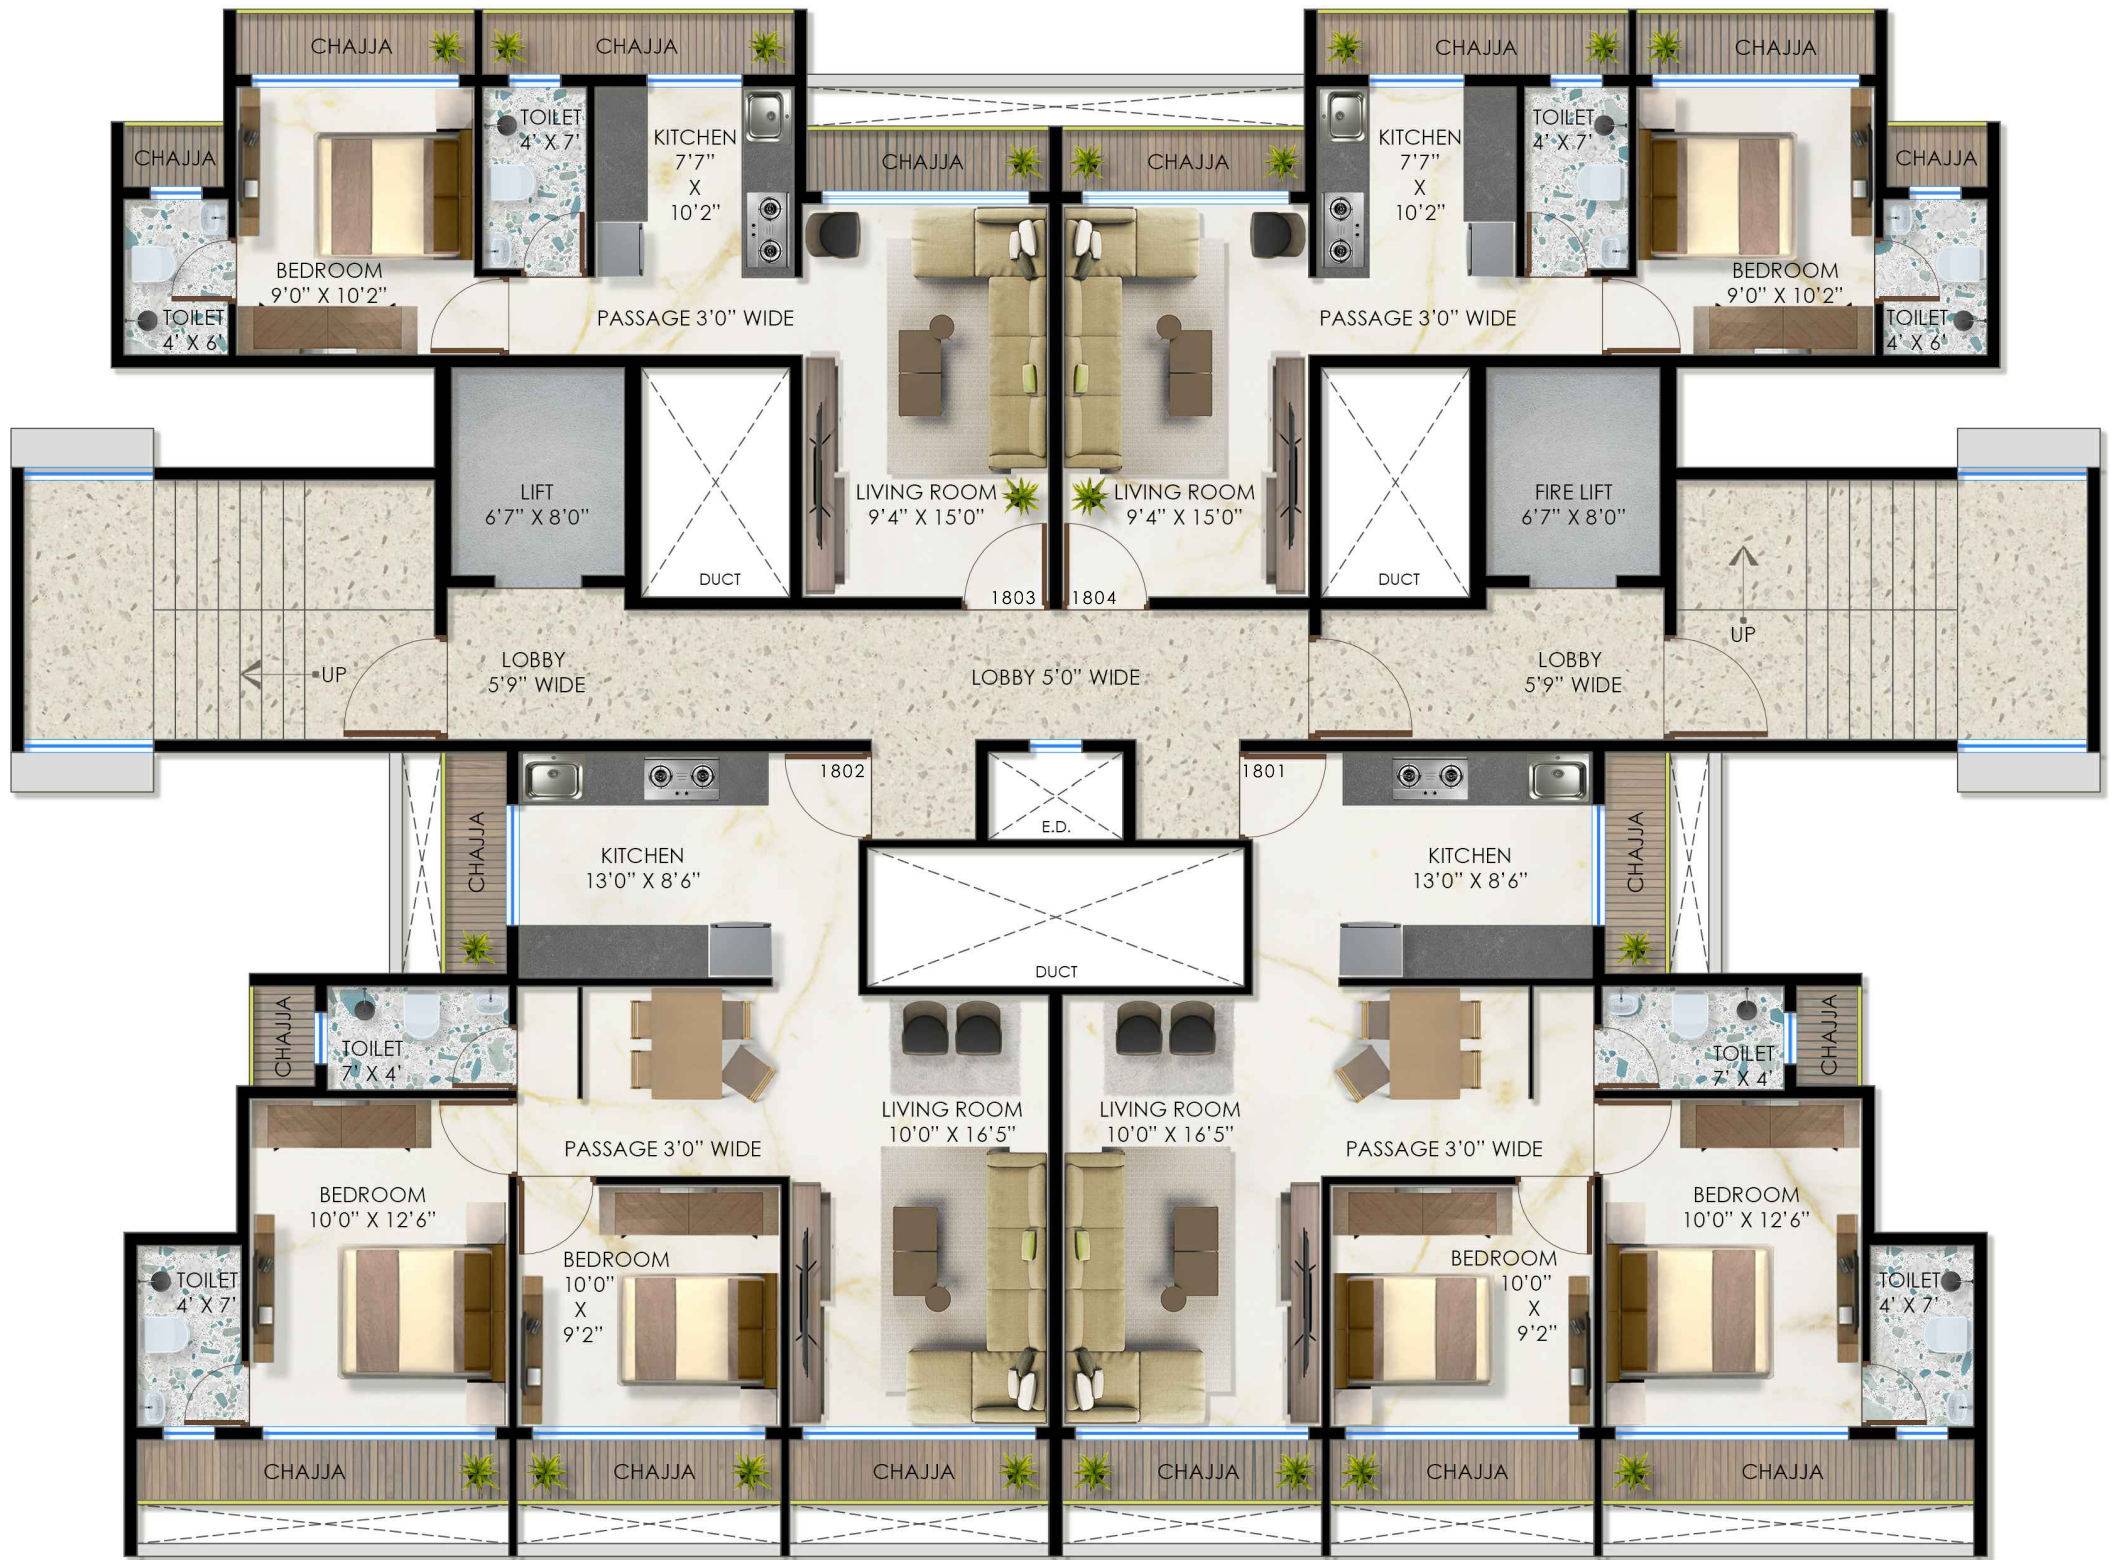 CHAJJA
CHAJJA
CHAJJA
CHAJJA
CHAJJA
TOILET
4' X 7'
KITCHEN
7'7"
X
10'2"
CHAJJA
CHAJJA
KITCHEN
7'7"
X
10'2"
TOILET
4' X 7'
CHAJJA
BEDROOM
9'0" X 10'2"
TOILET
4' X 6'
PASSAGE 3'0" WIDE
PASSAGE 3'0" WIDE
BEDROOM
9'0" X 10'2"
TOILET
4' X 6'
LIFT
6'7" X 8'0"
DUCT
LIVING ROOM
9'4" X 15'0"
LIVING ROOM
9'4" X 15'0"
DUCT
FIRE LIFT
6'7" X 8'0"
1803
1804
UP
LOBBY
5'9" WIDE
LOBBY 5'0" WIDE
LOBBY
5'9" WIDE
UP
1802
1801
E.D.
CHAJJA
KITCHEN
13'0" X 8'6"
KITCHEN
13'0" X 8'6"
CHAJJA
DUCT
CHAJJA
TOILET
7' X 4'
TOILET
7' X 4'
CHAJJA
PASSAGE 3'0" WIDE
LIVING ROOM
10'0" X 16'5"
LIVING ROOM
10'0" X 16'5"
PASSAGE 3'0" WIDE
BEDROOM
10'0" X 12'6"
BEDROOM
10'0" X 12'6"
TOILET
4' X 7'
BEDROOM
10'0"
X
9'2"
BEDROOM
10'0"
X
9'2"
TOILET
4' X 7'
CHAJJA
CHAJJA
CHAJJA
CHAJJA
CHAJJA
CHAJJA